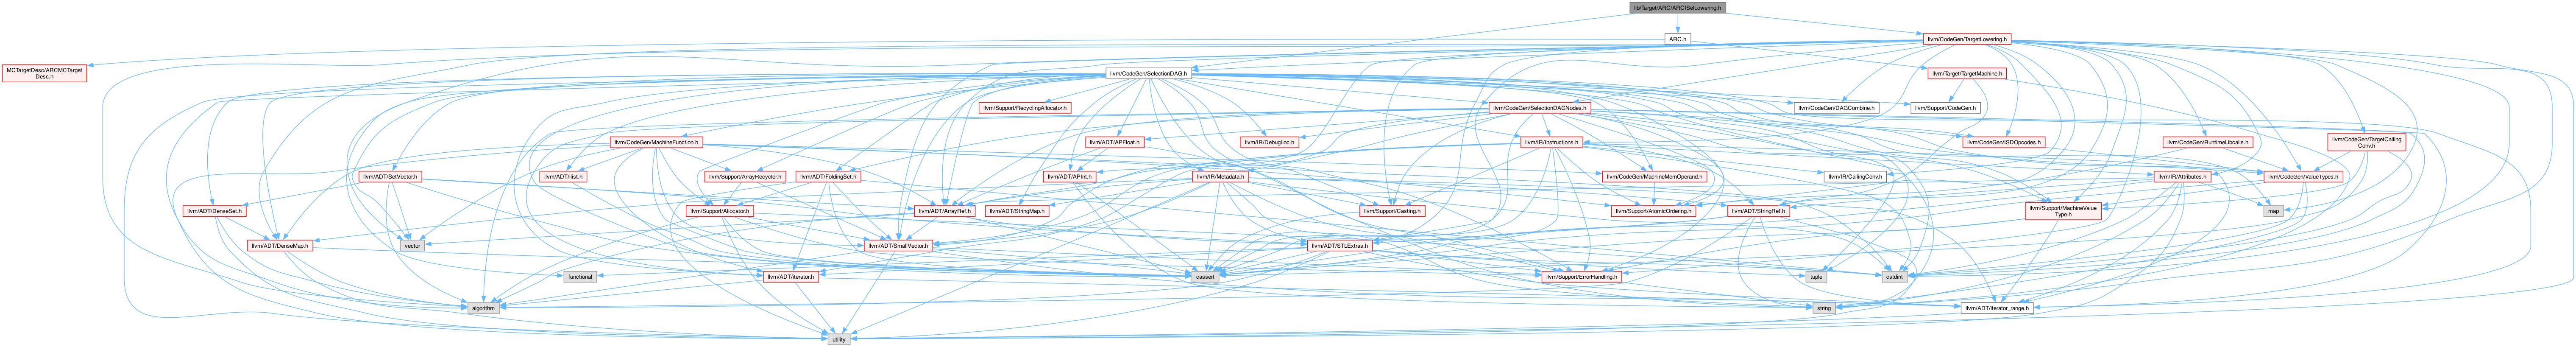 lib/Target/ARC/ARCISelLowering.h
ARC.h
llvm/CodeGen/TargetLowering.h
MCTargetDesc/ARCMCTarget
Desc.h
llvm/CodeGen/SelectionDAG.h
llvm/Target/TargetMachine.h
llvm/Support/RecyclingAllocator.h
llvm/CodeGen/SelectionDAGNodes.h
llvm/CodeGen/DAGCombine.h
llvm/Support/CodeGen.h
llvm/CodeGen/MachineFunction.h
llvm/ADT/APFloat.h
llvm/IR/DebugLoc.h
llvm/IR/Instructions.h
llvm/CodeGen/ISDOpcodes.h
llvm/CodeGen/RuntimeLibcalls.h
llvm/CodeGen/TargetCalling
Conv.h
llvm/ADT/SetVector.h
llvm/ADT/ilist.h
llvm/Support/ArrayRecycler.h
llvm/ADT/FoldingSet.h
llvm/ADT/APInt.h
llvm/IR/Metadata.h
llvm/CodeGen/MachineMemOperand.h
llvm/IR/CallingConv.h
llvm/IR/Attributes.h
llvm/CodeGen/ValueTypes.h
llvm/ADT/DenseSet.h
llvm/Support/Allocator.h
llvm/ADT/ArrayRef.h
llvm/ADT/StringMap.h
llvm/Support/Casting.h
llvm/Support/AtomicOrdering.h
llvm/ADT/StringRef.h
llvm/Support/MachineValue
Type.h
map
llvm/ADT/DenseMap.h
vector
llvm/ADT/SmallVector.h
llvm/ADT/STLExtras.h
functional
llvm/ADT/iterator.h
cassert
llvm/Support/ErrorHandling.h
tuple
cstdint
algorithm
string
llvm/ADT/iterator_range.h
utility